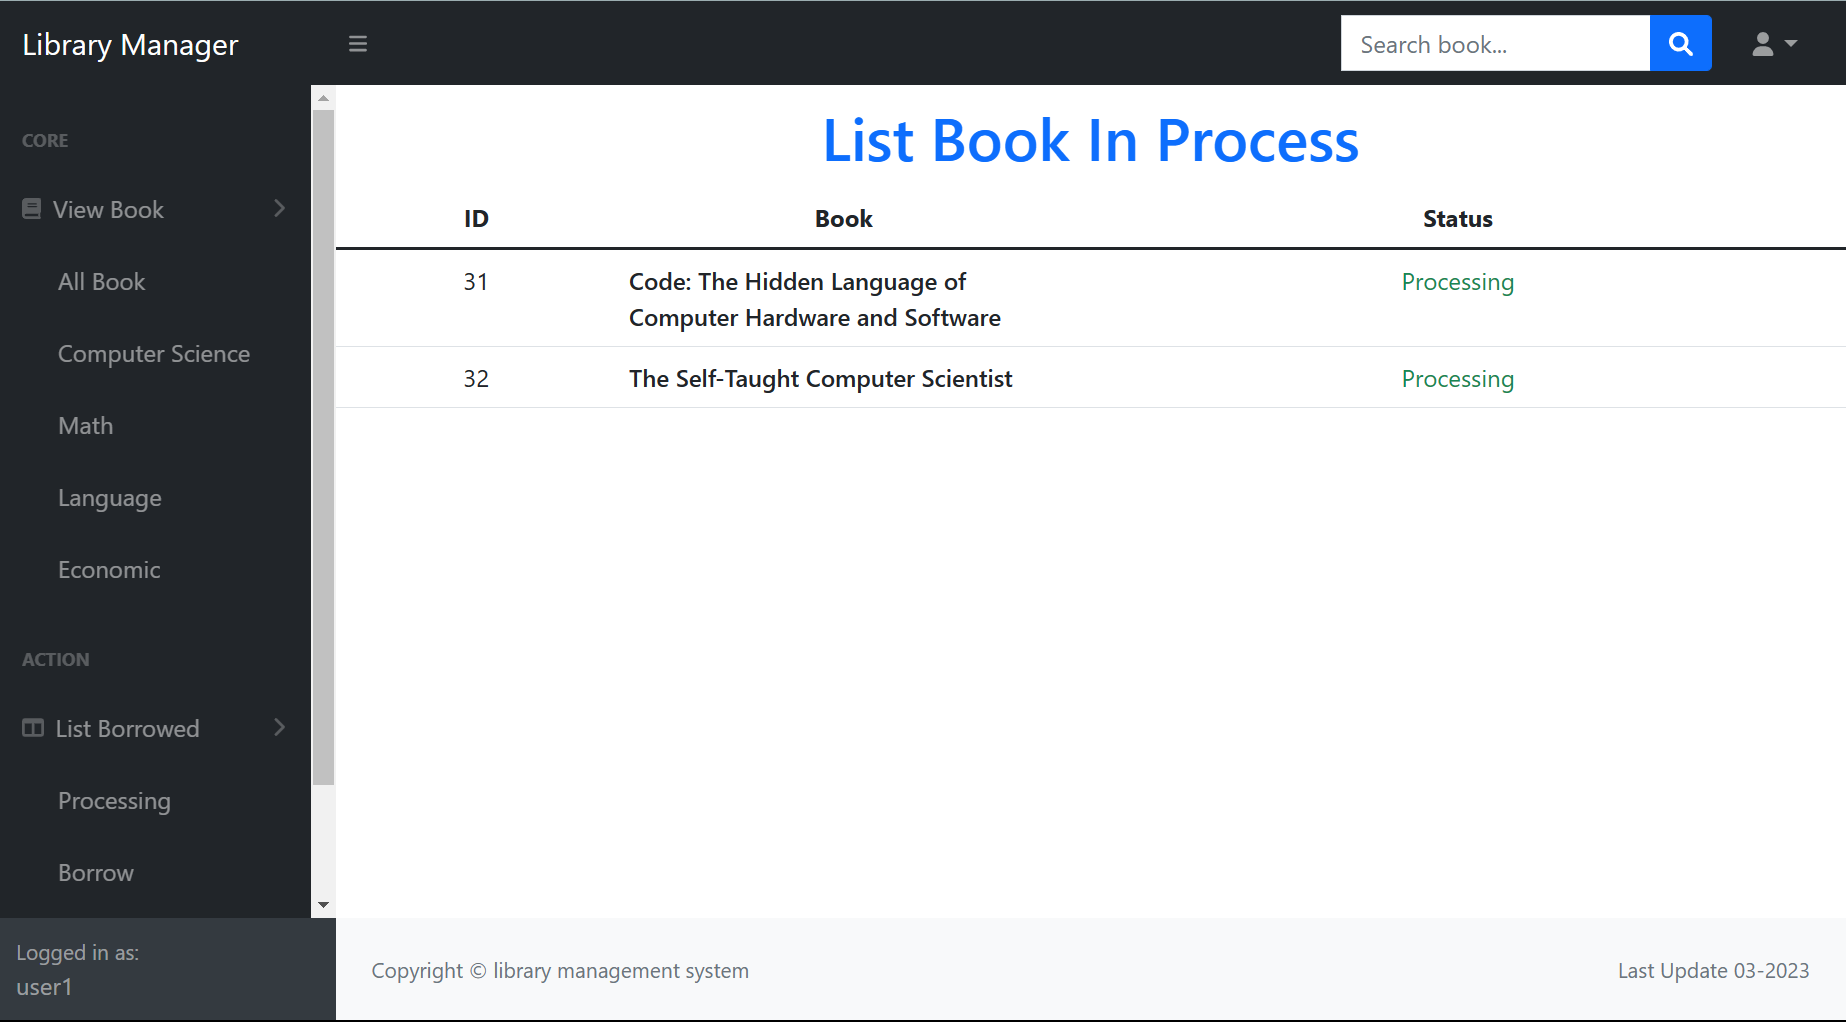 Library Manager
Search book...
CORE
View Book
All Book
Computer Science
Math
Language
Economic
ACTION
List Borrowed
Processing
Borrow
Logged in as:
user1
List Book In Process
ID Book Status
31 Code: The Hidden Language of Processing
Computer Hardware and Software
32 The Self-Taught Computer Scientist Processing
Copyright © library management system
Last Update 03-2023